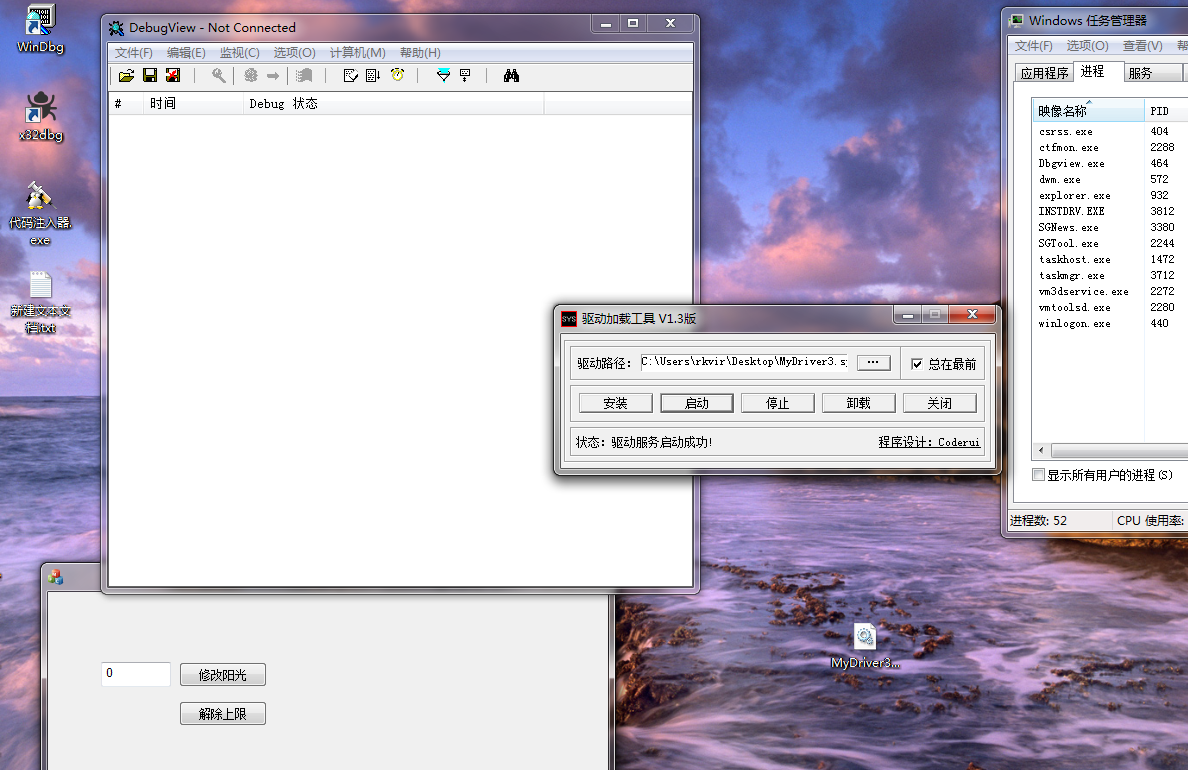 WinDbg
x32dbg
代码注入器.
exe
新建文本文
档.txt
DebugView - Not Connected
文件(F) 编辑(E) 监视(C) 选项(O) 计算机(M) 帮助(H)
# 时间 Debug 状态
驱动加载工具 V1.3版
驱动路径: C:\Users\rkvir\Desktop\MyDriver3.s ... 总在最前
安装 启动 停止 卸载 关闭
状态: 驱动服务启动成功! 程序设计: Coderui
Windows 任务管理器
文件(F) 选项(O) 查看(V) 帮
应用程序 进程 服务
映像名称 PID
csrss.exe 404
ctfmon.exe 2288
Dbgview.exe 464
dwm.exe 572
explorer.exe 932
INSTDRV.EXE 3812
SGNews.exe 3380
SGTool.exe 2244
taskhost.exe 1472
taskmgr.exe 3712
vm3dservice.exe 2272
vmtoolsd.exe 2280
winlogon.exe 440
显示所有用户的进程(S)
进程数: 52 CPU 使用率:
0 修改阳光
解除上限
MyDriver3...